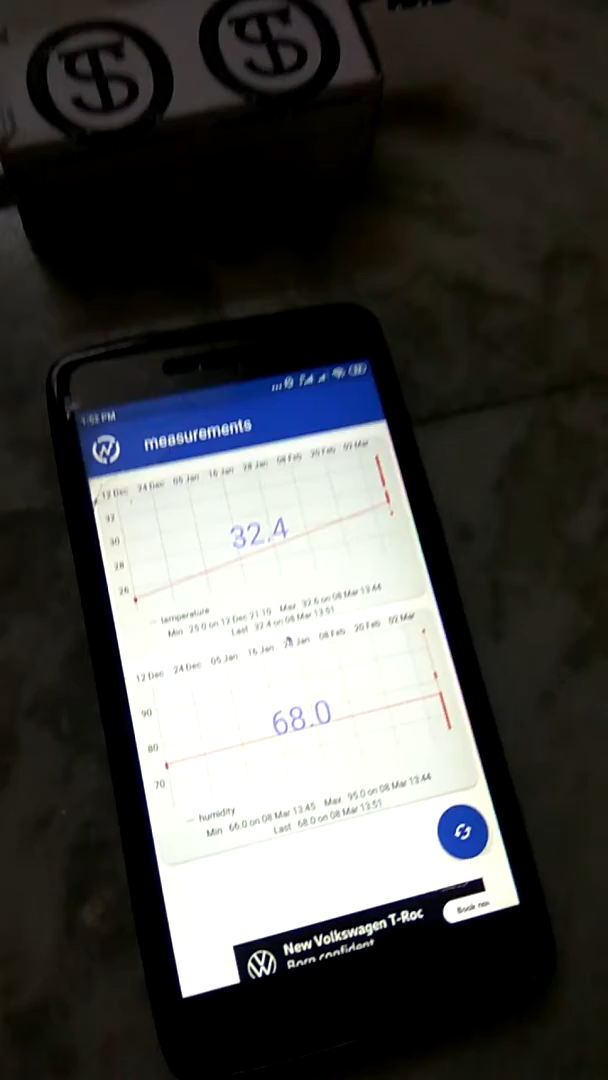 1:52 PM
measurements
12 Dec 24 Dec 05 Jan 16 Jan 28 Jan 08 Feb 20 Feb 02 Mar
32
30
28
26
32.4
temperature
Min 25.0 on 12 Dec 21:10 Max 32.6 on 08 Mar 13:44
Last 32.4 on 08 Mar 13:51
12 Dec 24 Dec 05 Jan 16 Jan 28 Jan 08 Feb 20 Feb 02 Mar
90
80
70
68.0
humidity
Min 66.0 on 08 Mar 13:45 Max 95.0 on 08 Mar 13:44
Last 68.0 on 08 Mar 13:51
New Volkswagen T-Roc
Born confident
Book now